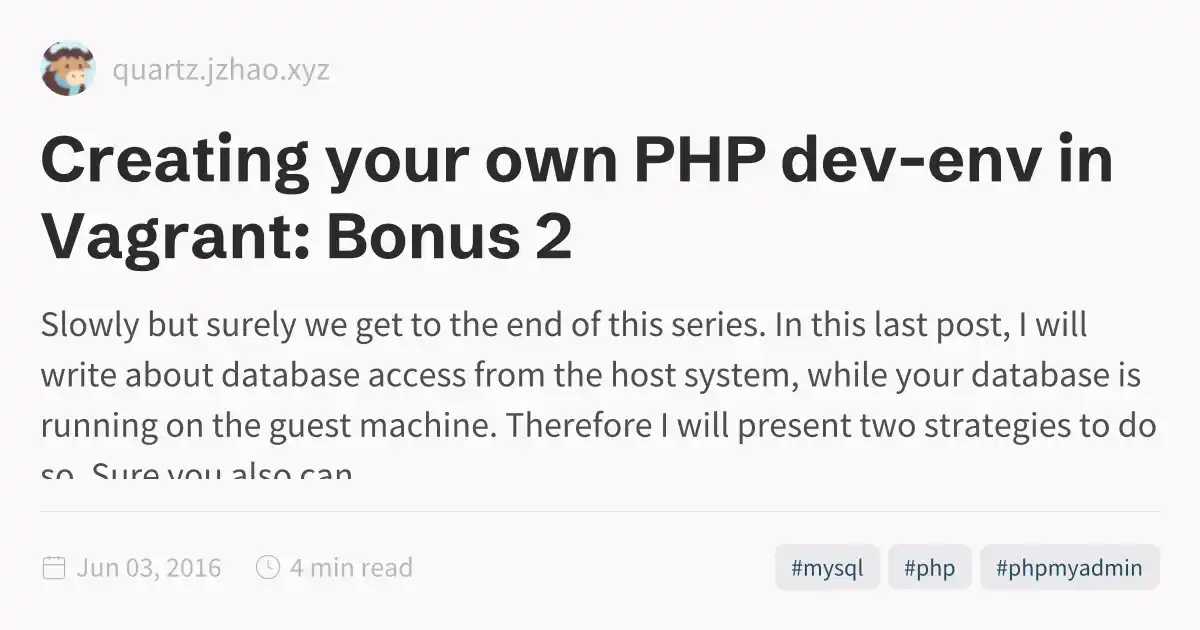 quartz.jzhao.xyz
Creating your own PHP dev-env in
Vagrant: Bonus 2
Slowly but surely we get to the end of this series. In this last post, I will
write about database access from the host system, while your database is
running on the guest machine. Therefore I will present two strategies to do
so. Sure you also can
Jun 03, 2016
4 min read
#mysql
#php
#phpmyadmin